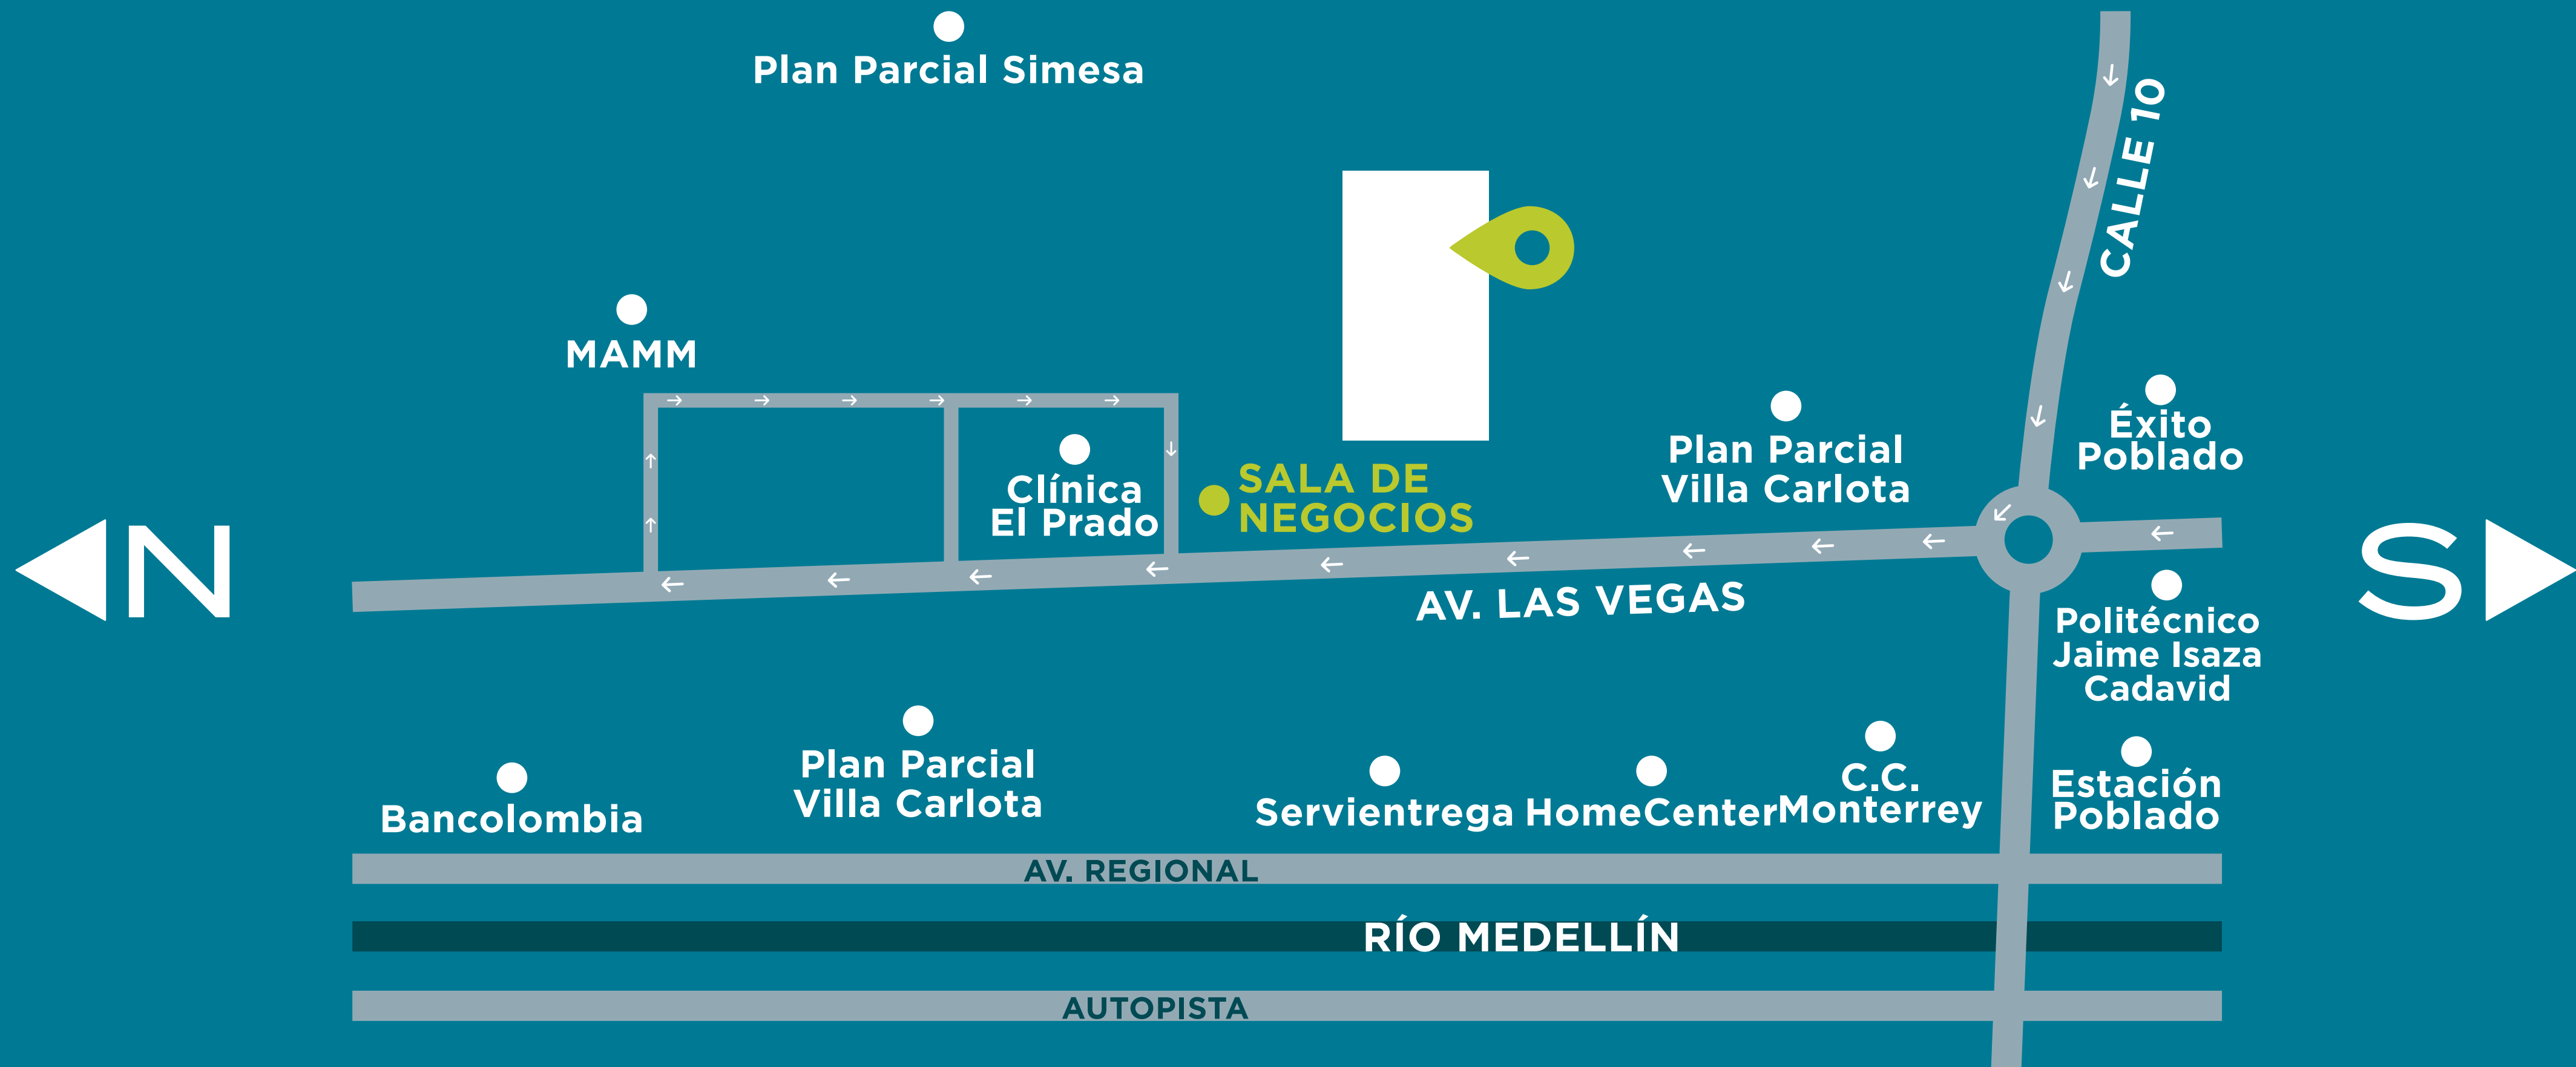 Plan Parcial Simesa
CALLE 10
MAMM
Éxito
Poblado
Plan Parcial
Villa Carlota
SALA DE
NEGOCIOS
Clínica
El Prado
N
S
AV. LAS VEGAS
Politécnico
Jaime Isaza
Cadavid
Plan Parcial
Villa Carlota
Bancolombia
Servientrega
HomeCenter
C.C.
Monterrey
Estación
Poblado
AV. REGIONAL
RÍO MEDELLÍN
AUTOPISTA